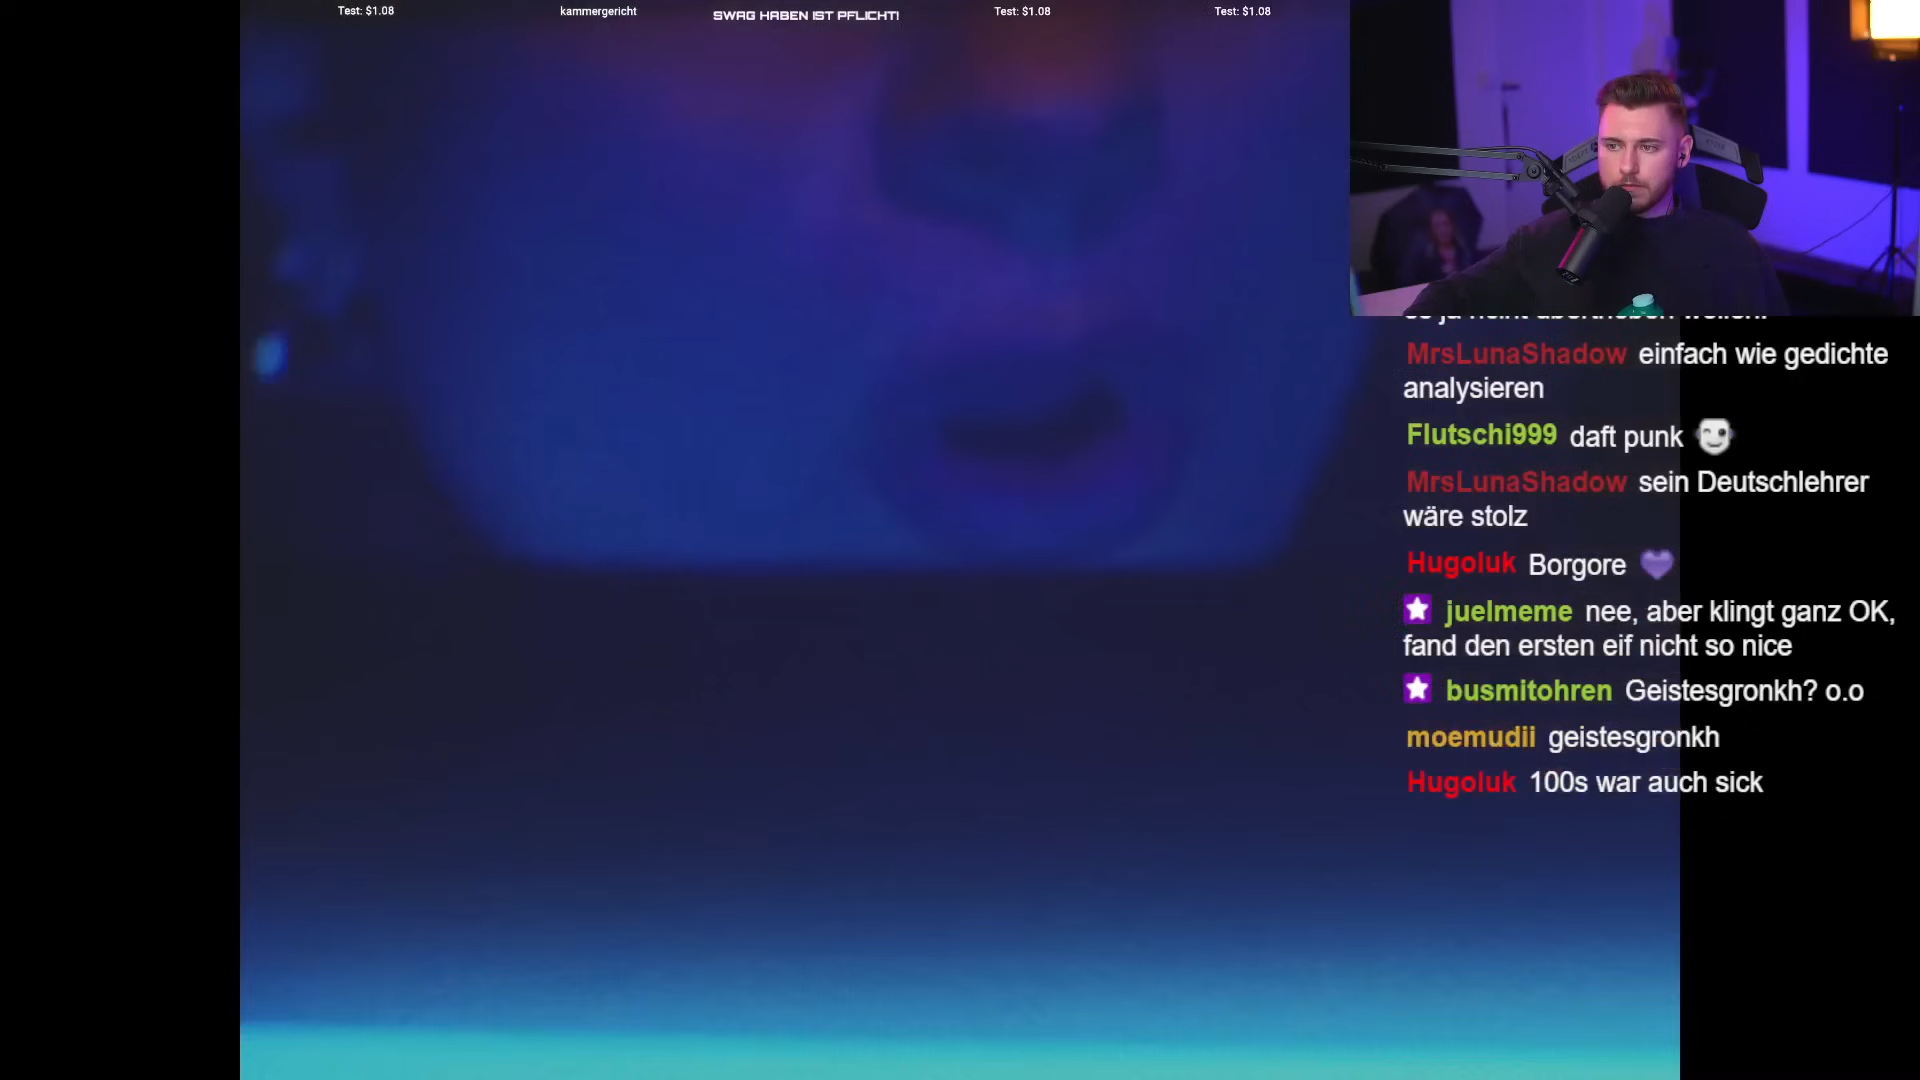 Test: $1.08
kammergericht
SWAG HABEN IST PFLICHT!
Test: $1.08
Test: $1.08
MrsLunaShadow einfach wie gedichte
analysieren
Flutschi999 daft punk
MrsLunaShadow sein Deutschlehrer
wäre stolz
Hugoluk Borgore
juelmeme nee, aber klingt ganz OK,
fand den ersten eif nicht so nice
busmitohren Geistesgronkh? o.o
moemudii geistesgronkh
Hugoluk 100s war auch sick